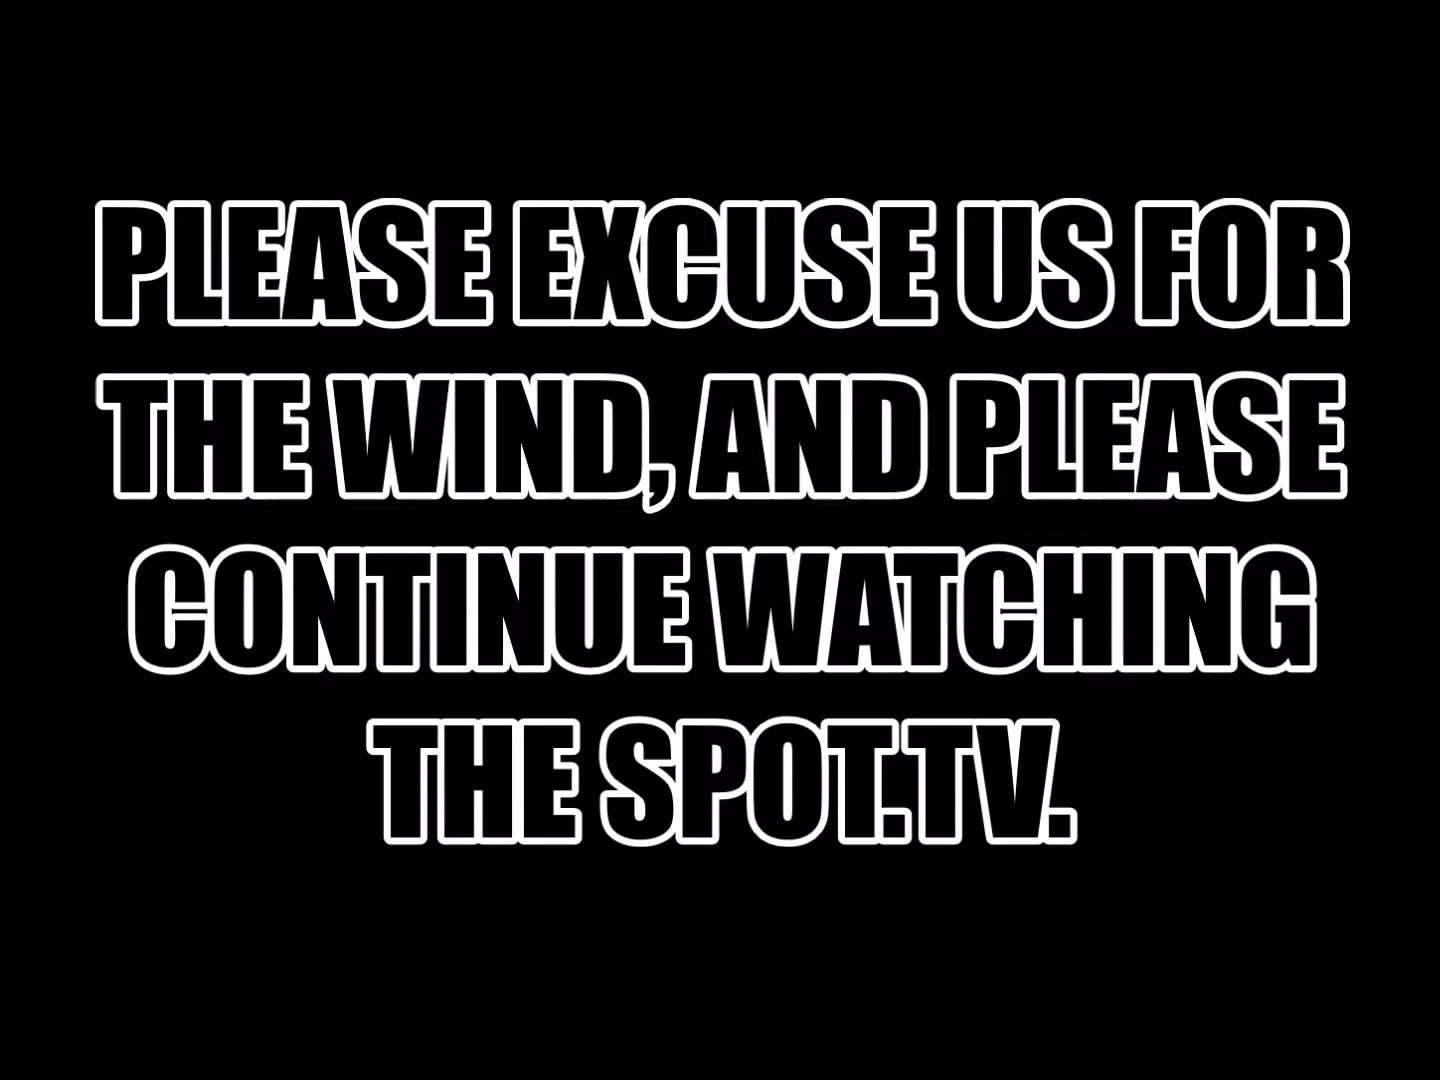 PLEASE EXCUSE US FOR
THE WIND, AND PLEASE
CONTINUE WATCHING
THE SPOT.TV.